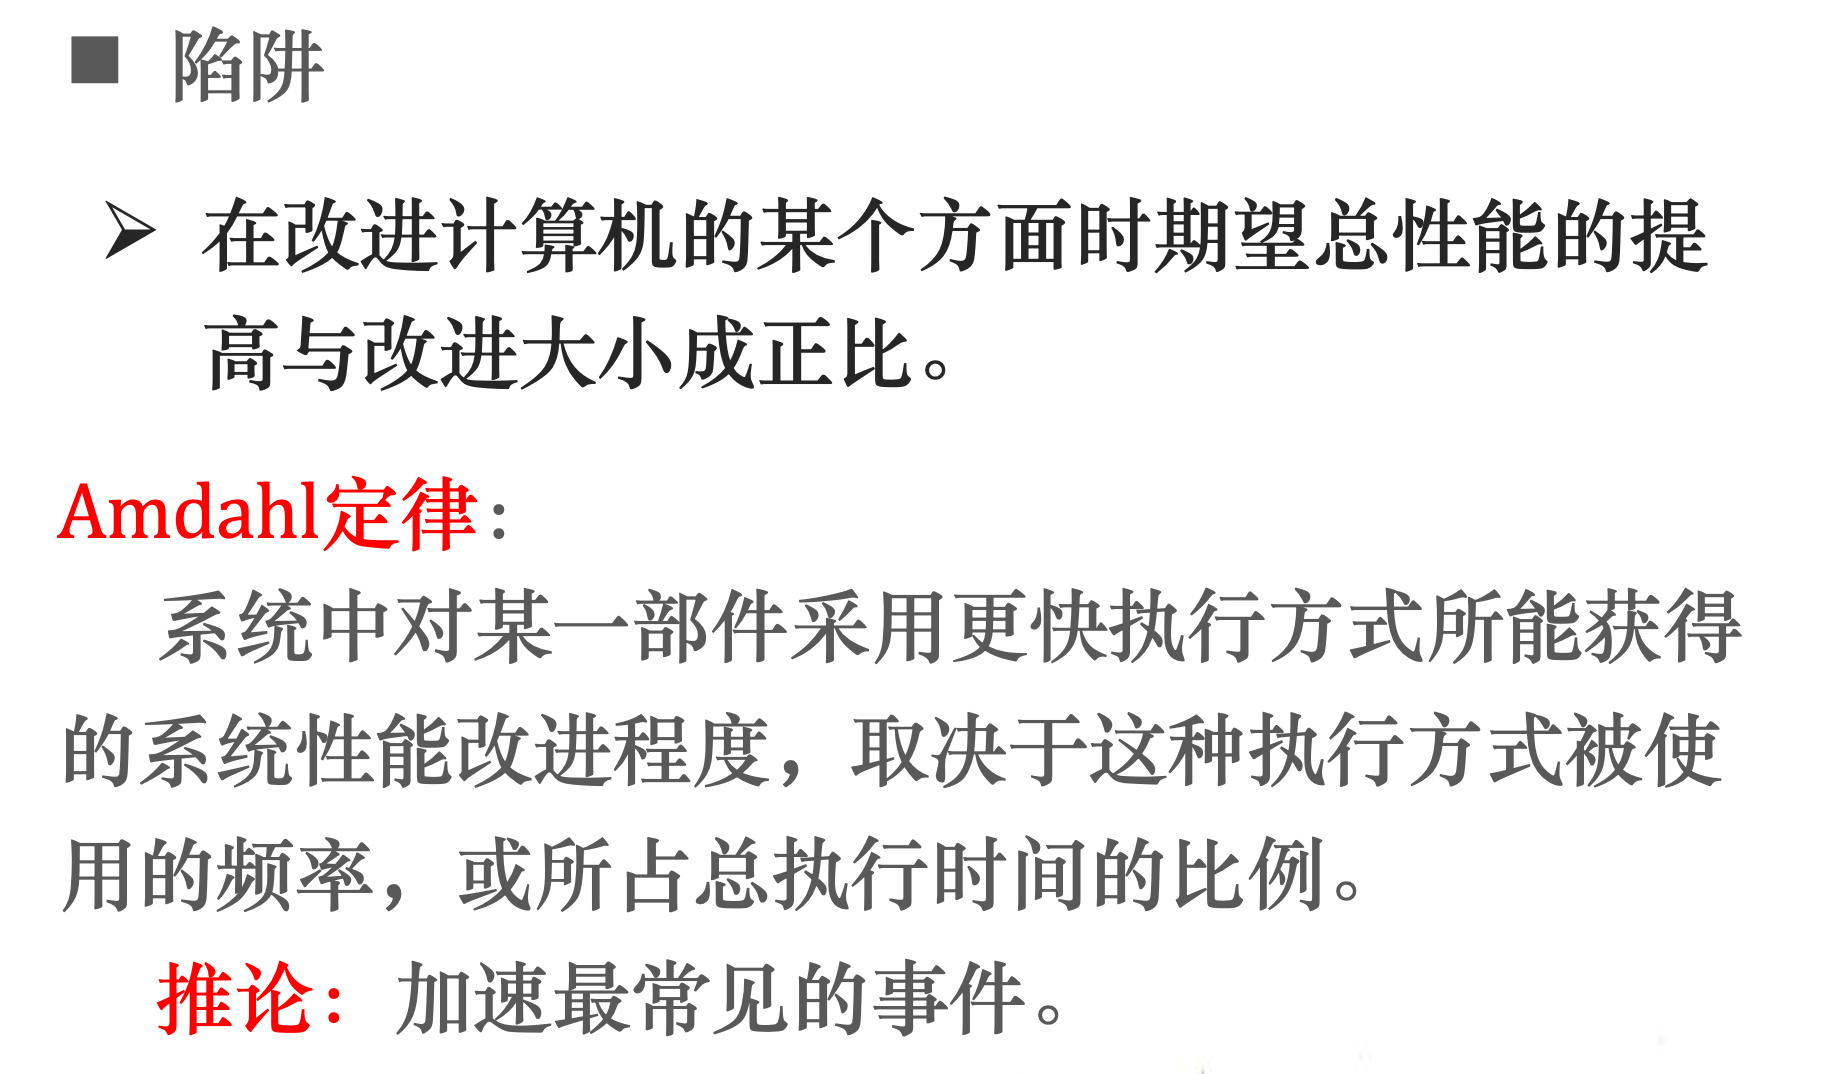 ■ 陷阱
➢ 在改进计算机的某个方面时期望总性能的提
高与改进大小成正比。
Amdahl定律：
系统中对某一部件采用更快执行方式所能获得
的系统性能改进程度，取决于这种执行方式被使
用的频率，或所占总执行时间的比例。
推论：加速最常见的事件。